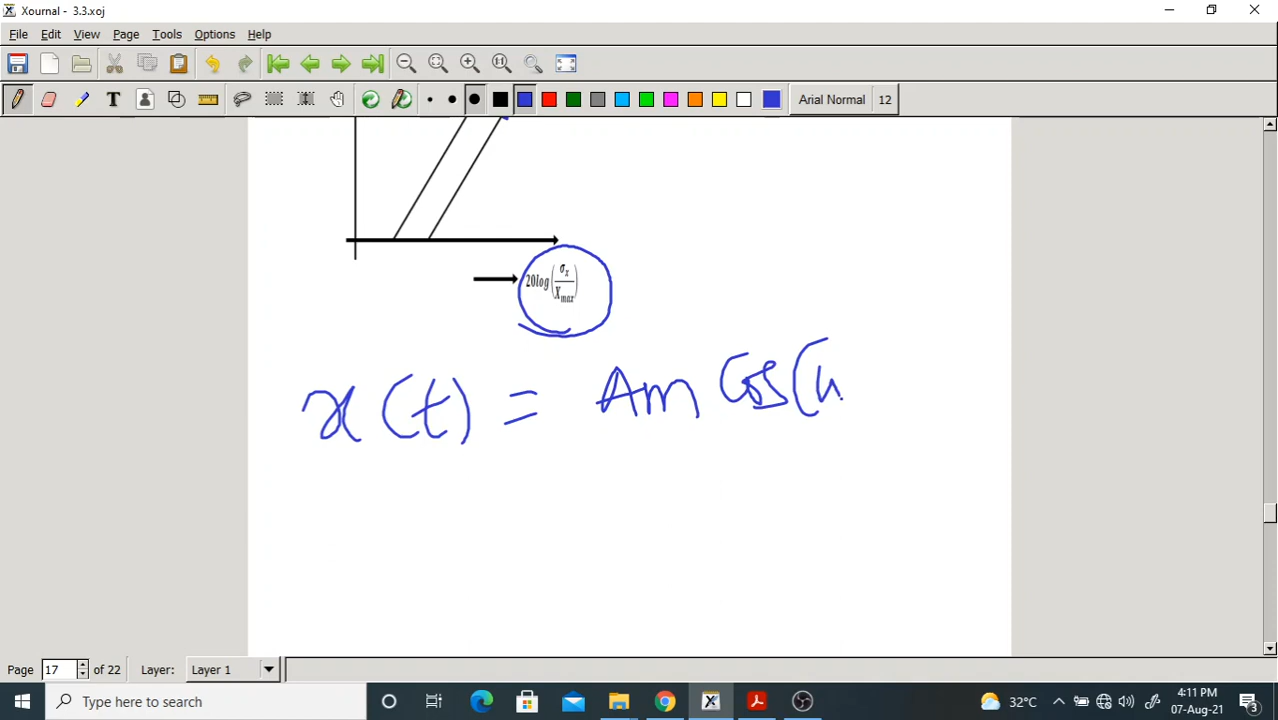 Xournal - 3.3.xoj
File Edit View Page Tools Options Help
Arial Normal 12
20log(σx/Xmax)
x(t) = Am Cos(
Page 17 of 22 Layer: Layer 1
Type here to search
32°C
4:11 PM
07-Aug-21
3